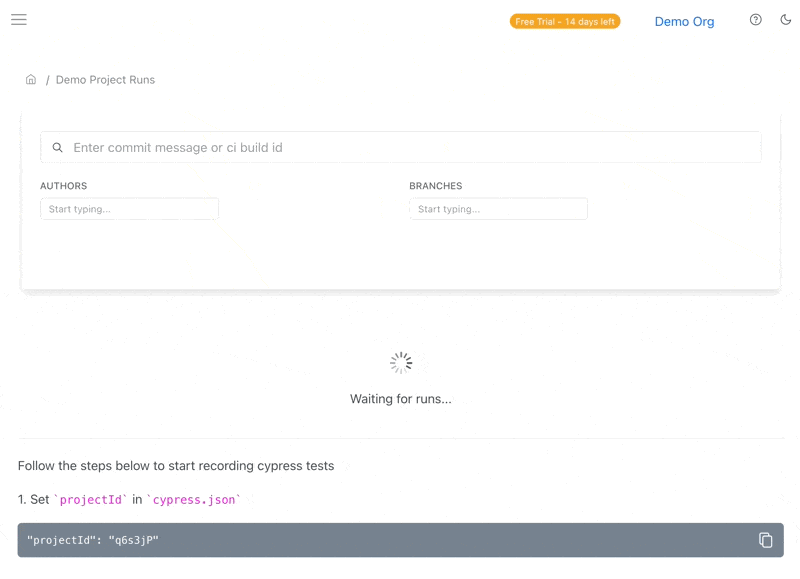 Free Trial - 14 days left
Demo Org
/ Demo Project Runs
Enter commit message or ci build id
AUTHORS
BRANCHES
Start typing...
Start typing...
Waiting for runs...
Follow the steps below to start recording cypress tests
1. Set `projectId` in `cypress.json`
"projectId": "q6s3jP"